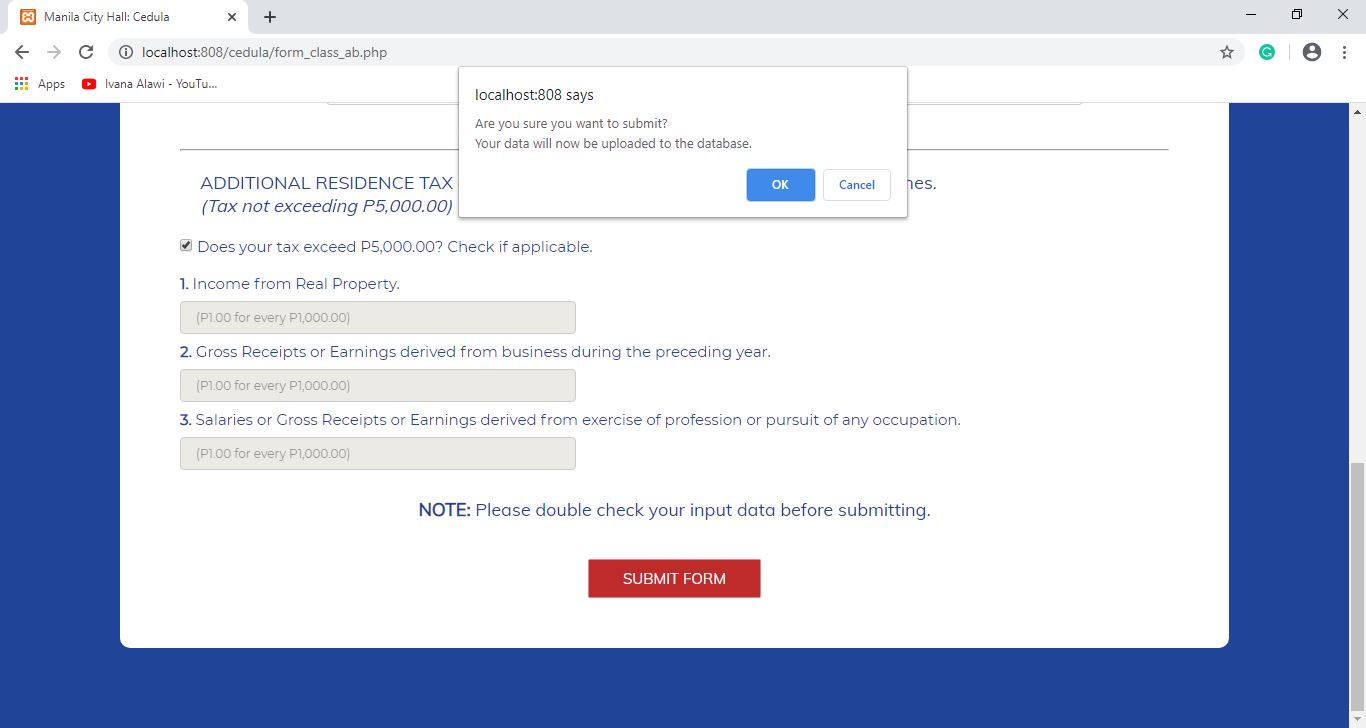 Manila City Hall: Cedula
localhost:808/cedula/form_class_ab.php
Apps Ivana Alawi - YouTu...
localhost:808 says
Are you sure you want to submit?
Your data will now be uploaded to the database.
OK Cancel
ADDITIONAL RESIDENCE TAX
(Tax not exceeding P5,000.00)
Does your tax exceed P5,000.00? Check if applicable.
1. Income from Real Property.
(P1.00 for every P1,000.00)
2. Gross Receipts or Earnings derived from business during the preceding year.
(P1.00 for every P1,000.00)
3. Salaries or Gross Receipts or Earnings derived from exercise of profession or pursuit of any occupation.
(P1.00 for every P1,000.00)
NOTE: Please double check your input data before submitting.
SUBMIT FORM